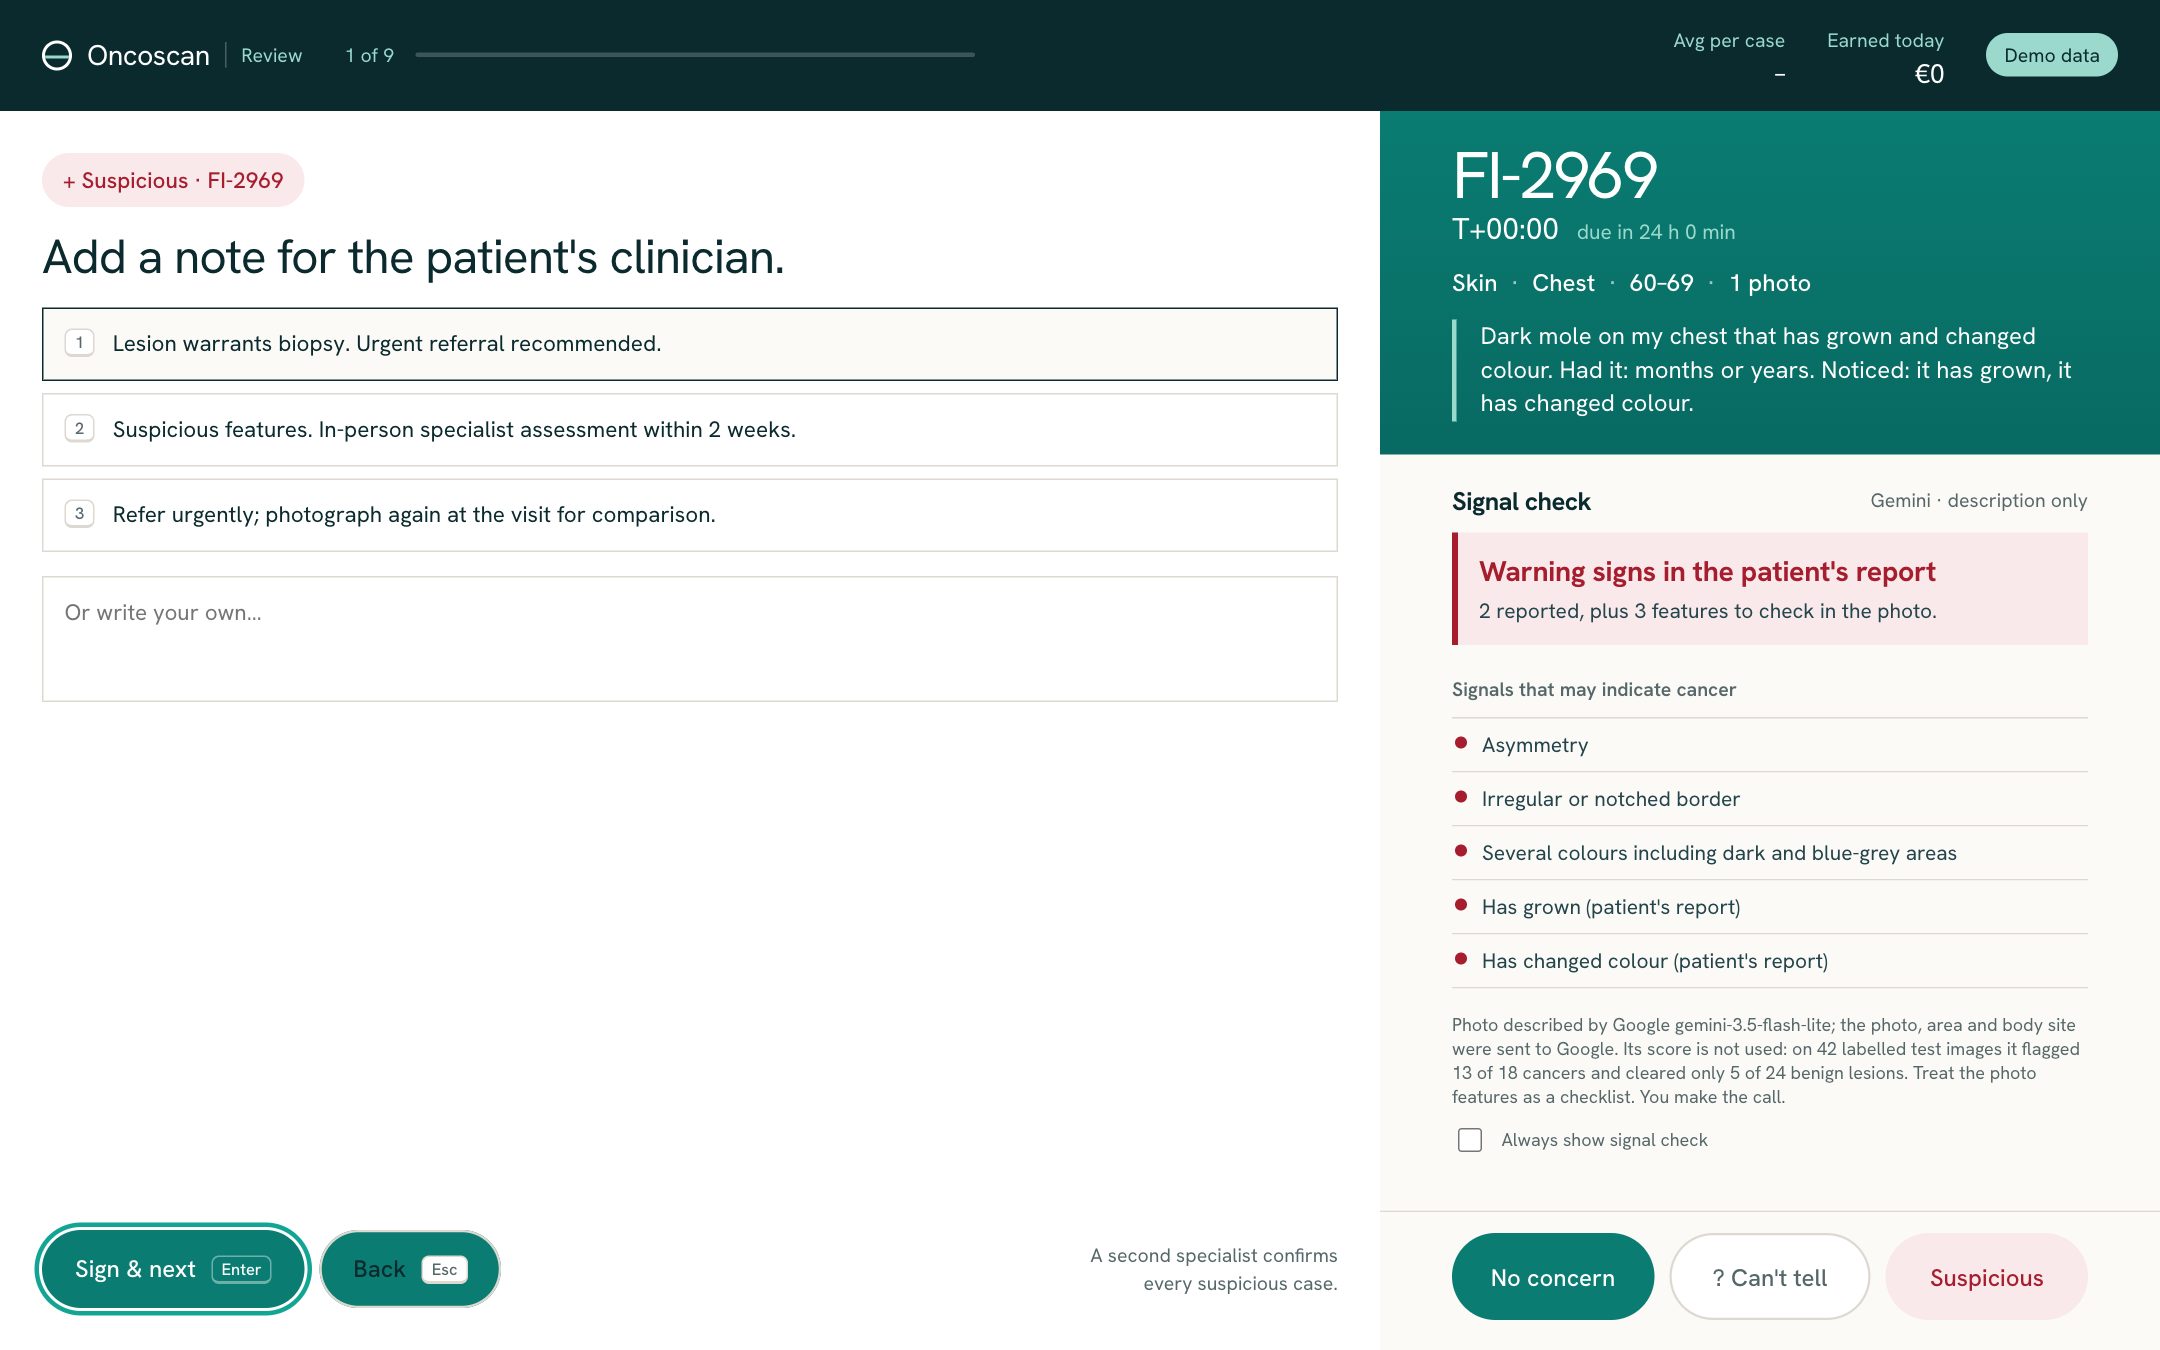 Oncoscan Review 1 of 9
Avg per case
–
Earned today
€0
Demo data
+ Suspicious · FI-2969
Add a note for the patient's clinician.
1 Lesion warrants biopsy. Urgent referral recommended.
2 Suspicious features. In-person specialist assessment within 2 weeks.
3 Refer urgently; photograph again at the visit for comparison.
Or write your own...
Sign & next Enter
Back Esc
A second specialist confirms
every suspicious case.
FI-2969
T+00:00 due in 24 h 0 min
Skin · Chest · 60–69 · 1 photo
Dark mole on my chest that has grown and changed
colour. Had it: months or years. Noticed: it has grown, it
has changed colour.
Signal check
Gemini · description only
Warning signs in the patient's report
2 reported, plus 3 features to check in the photo.
Signals that may indicate cancer
Asymmetry
Irregular or notched border
Several colours including dark and blue-grey areas
Has grown (patient's report)
Has changed colour (patient's report)
Photo described by Google gemini-3.5-flash-lite; the photo, area and body site
were sent to Google. Its score is not used: on 42 labelled test images it flagged
13 of 18 cancers and cleared only 5 of 24 benign lesions. Treat the photo
features as a checklist. You make the call.
Always show signal check
No concern
? Can't tell
Suspicious